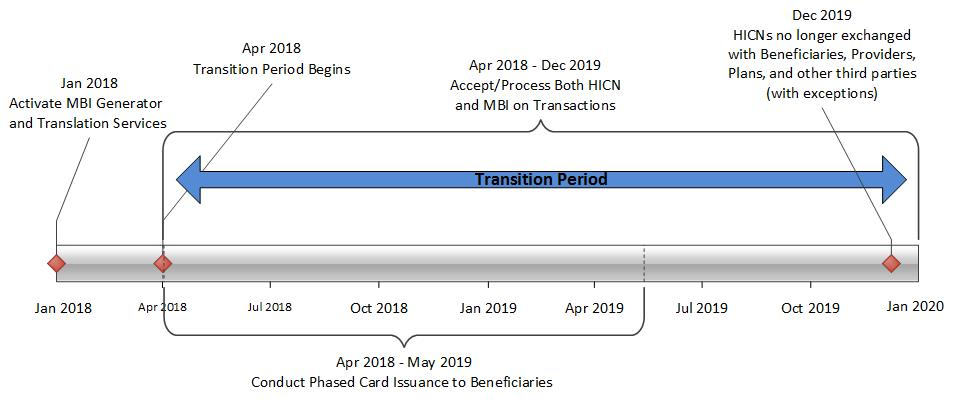 Dec 2019
HICNs no longer exchanged
with Beneficiaries, Providers,
Plans, and other third parties
(with exceptions)
Apr 2018
Transition Period Begins
Apr 2018 - Dec 2019
Accept/Process Both HICN
and MBI on Transactions
Jan 2018
Activate MBI Generator
and Translation Services
Transition Period
Jan 2018 Apr 2018 Jul 2018 Oct 2018 Jan 2019 Apr 2019 Jul 2019 Oct 2019 Jan 2020
Apr 2018 - May 2019
Conduct Phased Card Issuance to Beneficiaries